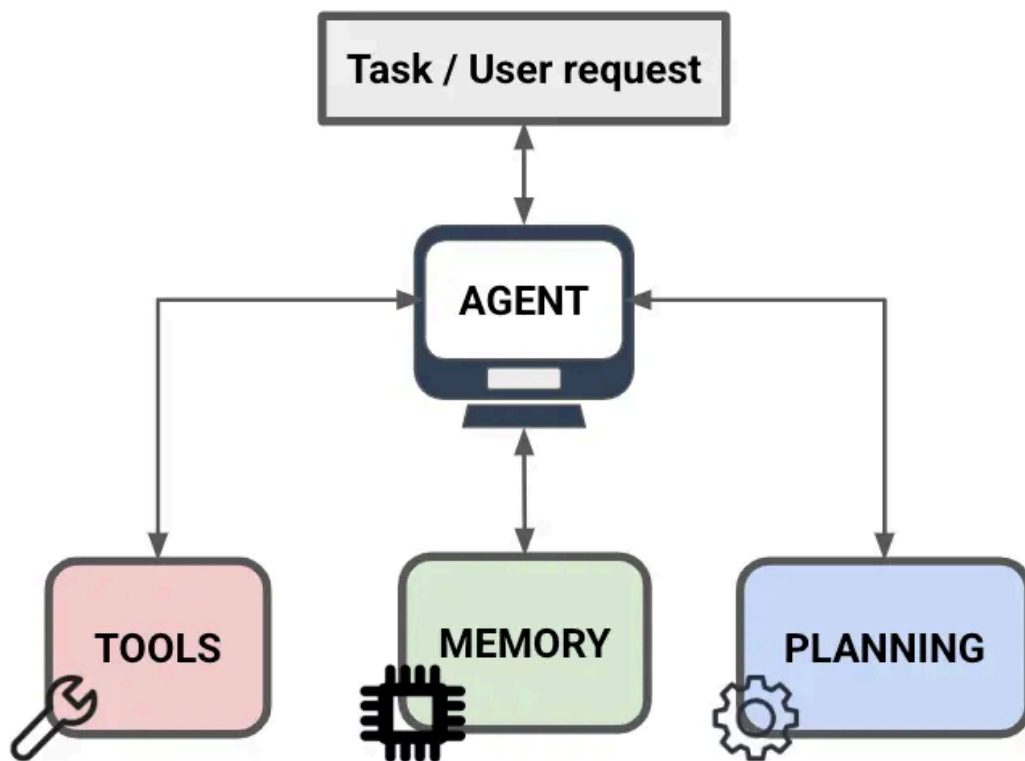 Task / User request
AGENT
TOOLS
MEMORY
PLANNING